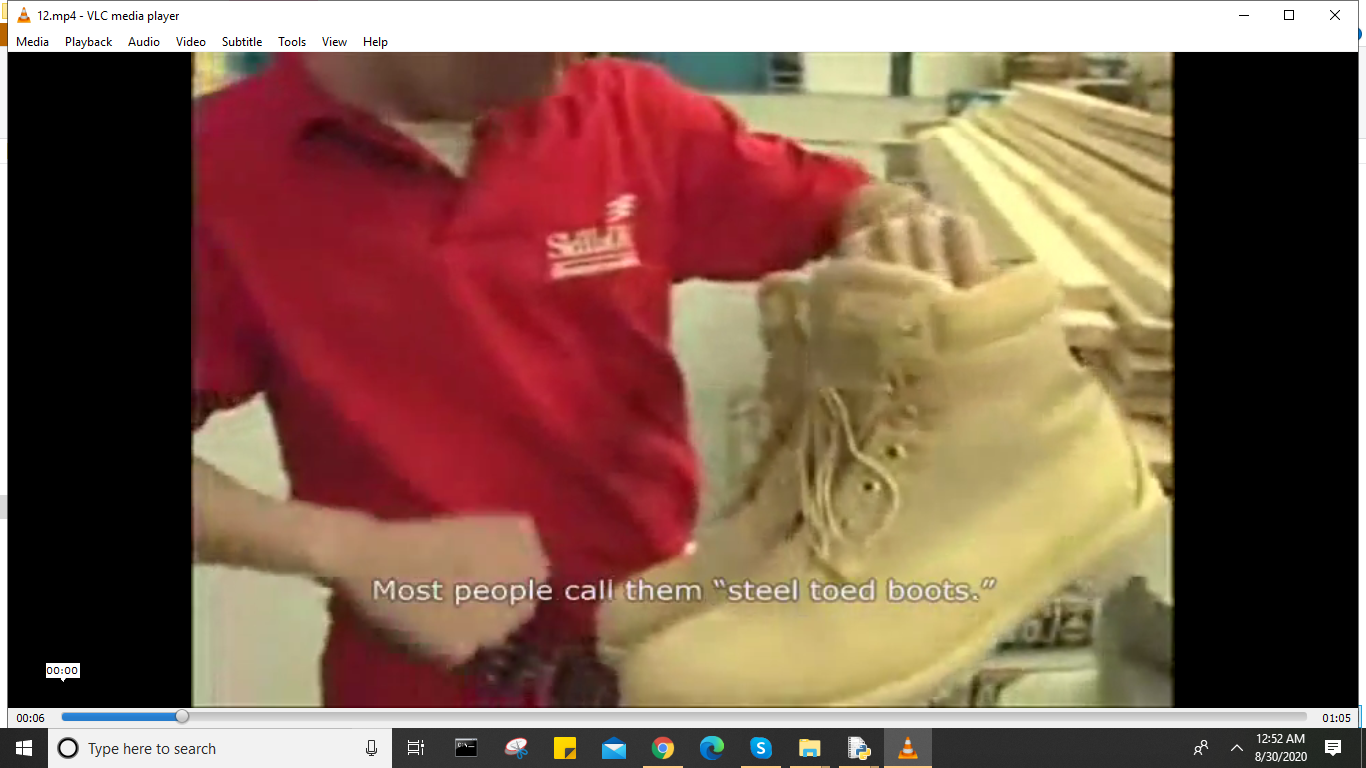 12.mp4 - VLC media player
Media Playback Audio Video Subtitle Tools View Help
Most people call them “steel toed boots.”
00:00
00:06
01:05
Type here to search
12:52 AM
8/30/2020